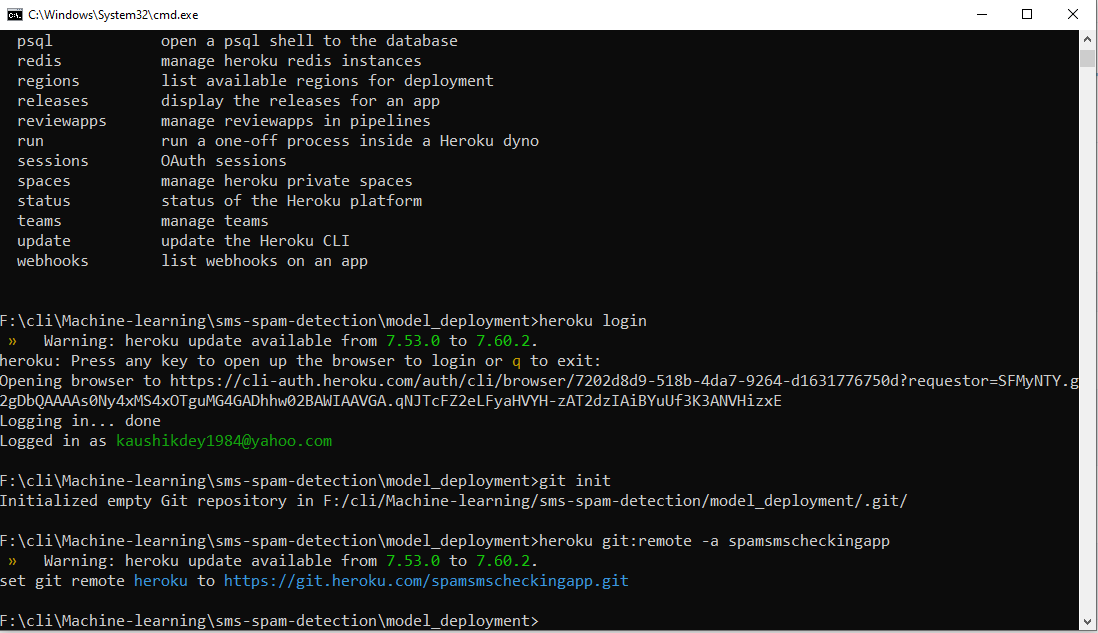 C:\Windows\System32\cmd.exe
psql open a psql shell to the database
redis manage heroku redis instances
regions list available regions for deployment
releases display the releases for an app
reviewapps manage reviewapps in pipelines
run run a one-off process inside a Heroku dyno
sessions OAuth sessions
spaces manage heroku private spaces
status status of the Heroku platform
teams manage teams
update update the Heroku CLI
webhooks list webhooks on an app
F:\cli\Machine-learning\sms-spam-detection\model_deployment>heroku login
» Warning: heroku update available from 7.53.0 to 7.60.2.
heroku: Press any key to open up the browser to login or q to exit:
Opening browser to https://cli-auth.heroku.com/auth/cli/browser/7202d8d9-518b-4da7-9264-d1631776750d?requestor=SFMyNTY.g
2gDbQAAAAs0Ny4xMS4xOTguMG4GADhhw02BAWIAAVGA.qNJTcFZ2eLFyaHVYH-zAT2dzIAiBYuUf3K3ANVHizxE
Logging in... done
Logged in as kaushikdey1984@yahoo.com
F:\cli\Machine-learning\sms-spam-detection\model_deployment>git init
Initialized empty Git repository in F:/cli/Machine-learning/sms-spam-detection/model_deployment/.git/
F:\cli\Machine-learning\sms-spam-detection\model_deployment>heroku git:remote -a spamsmscheckingapp
» Warning: heroku update available from 7.53.0 to 7.60.2.
set git remote heroku to https://git.heroku.com/spamsmscheckingapp.git
F:\cli\Machine-learning\sms-spam-detection\model_deployment>